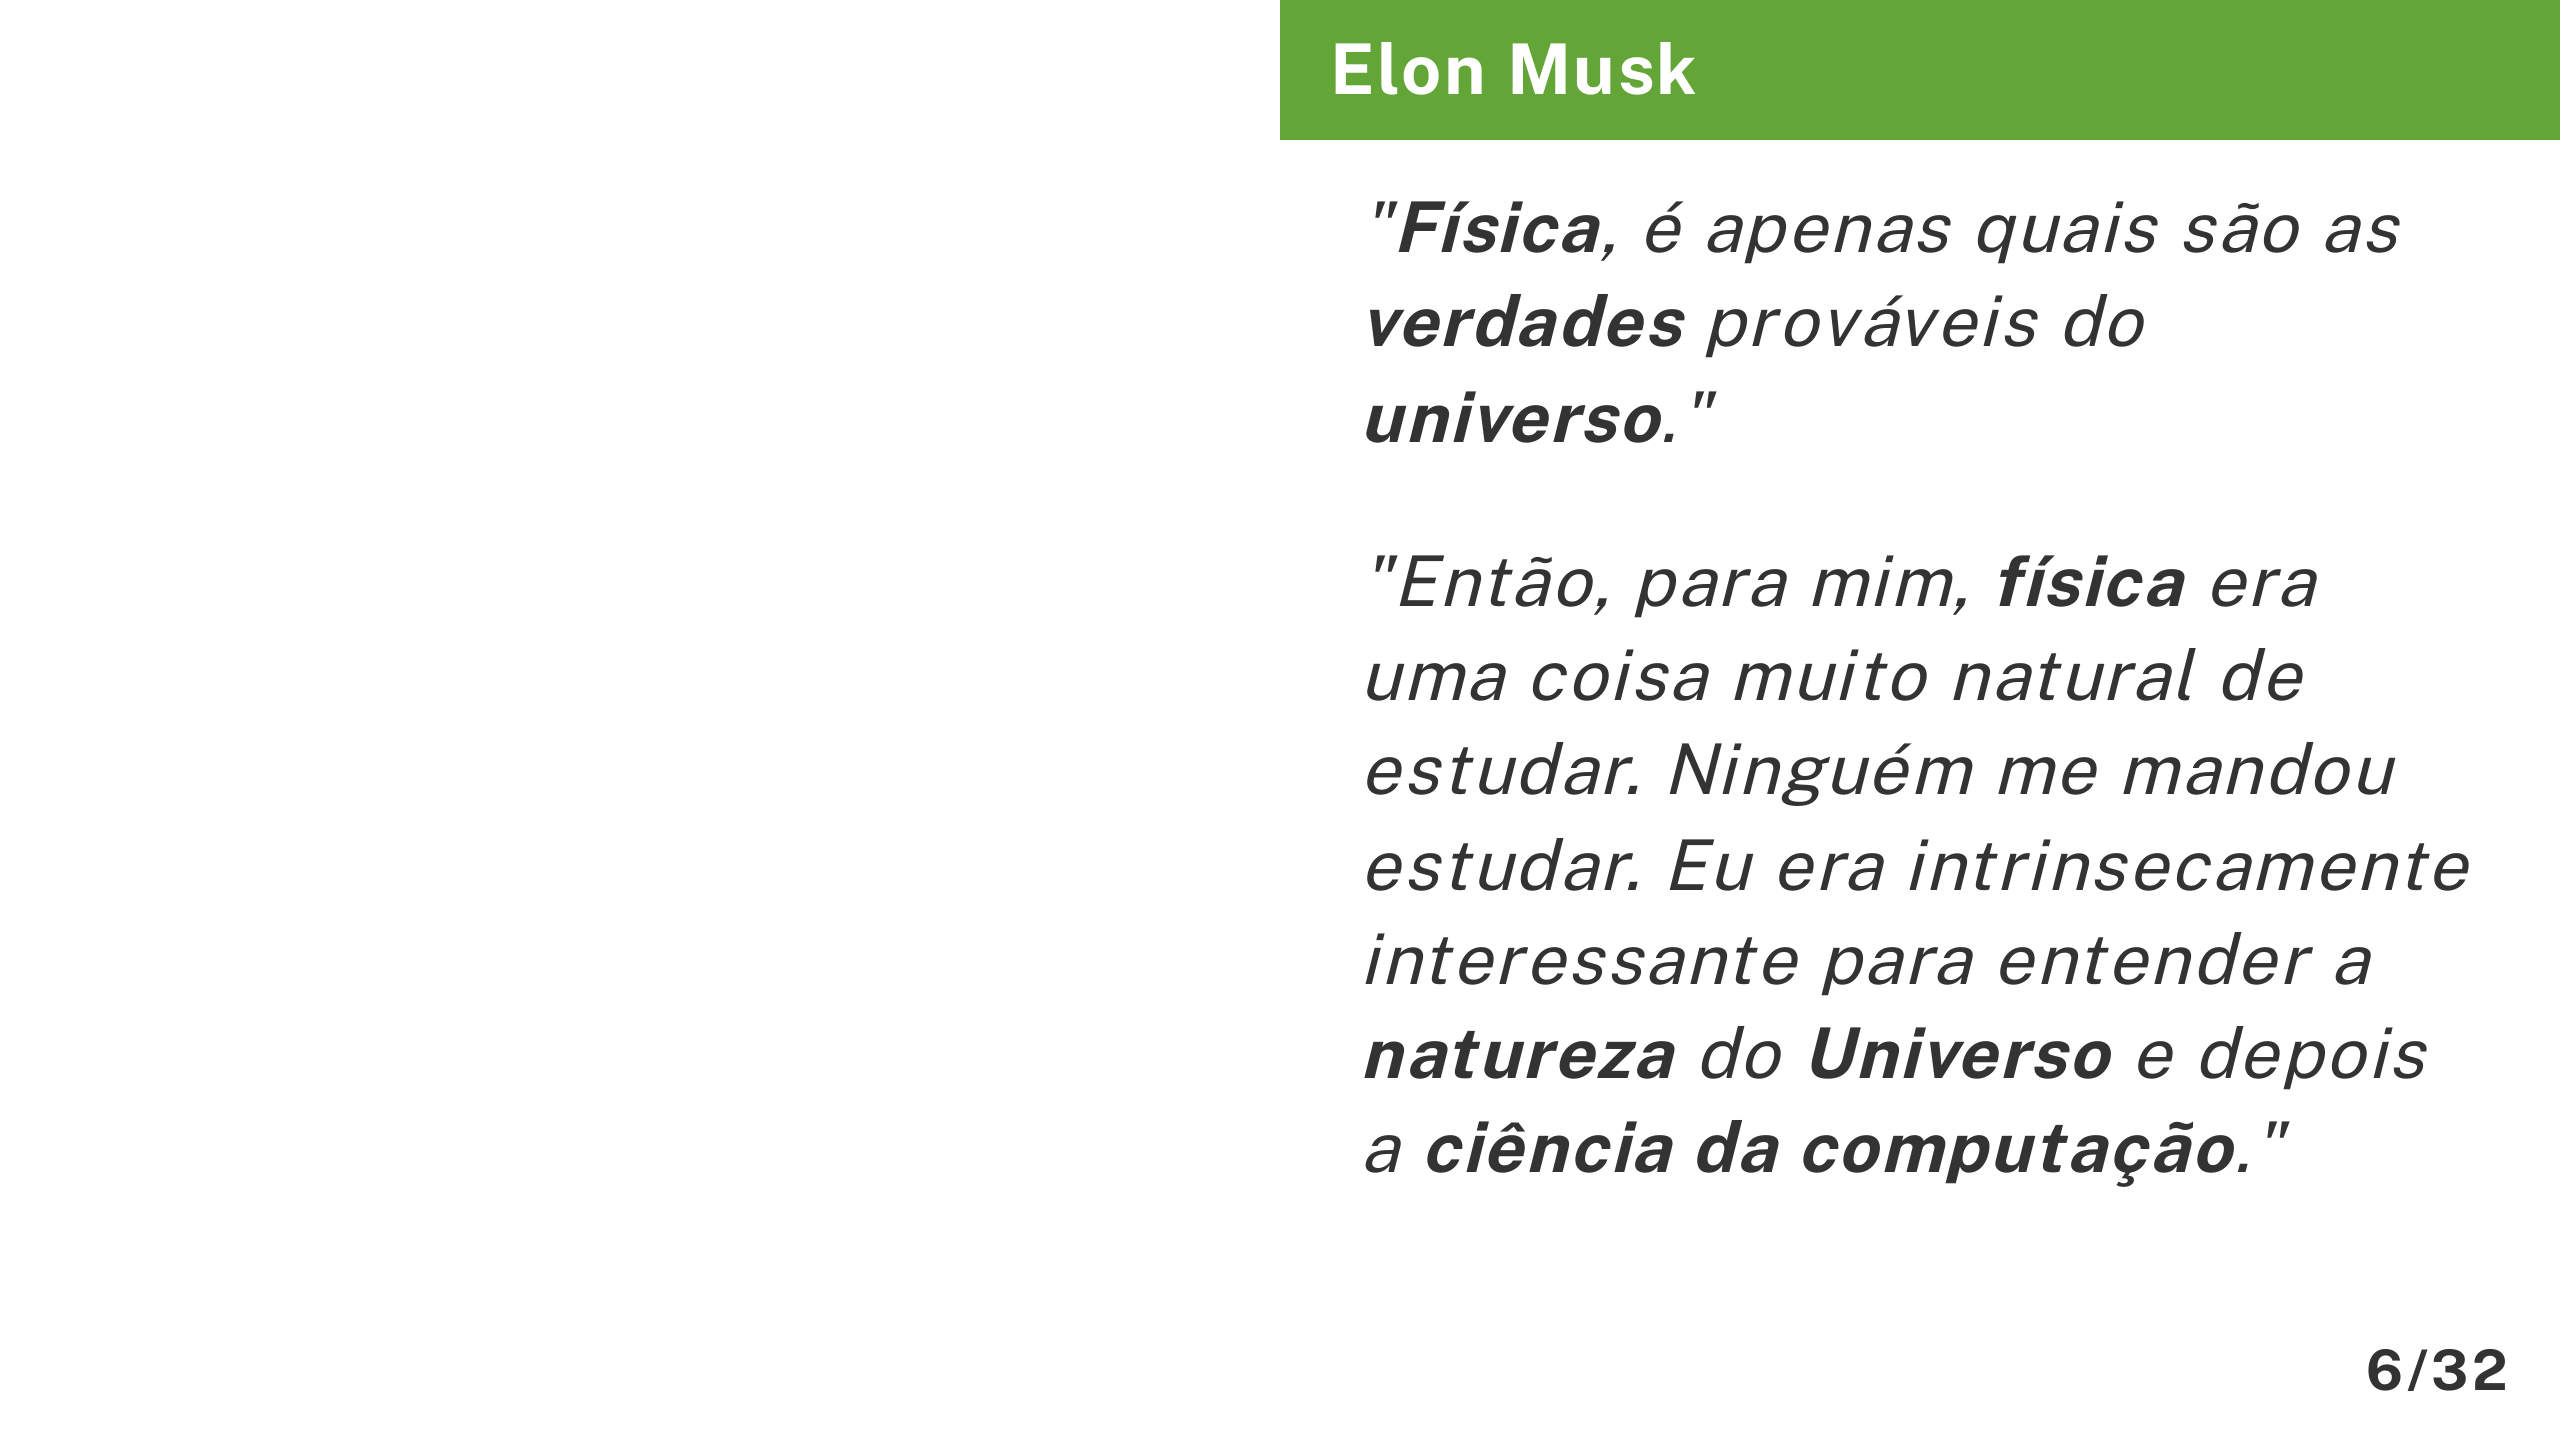 Elon Musk
"Física, é apenas quais são as
verdades prováveis do
universo."
"Então, para mim, física era
uma coisa muito natural de
estudar. Ninguém me mandou
estudar. Eu era intrinsecamente
interessante para entender a
natureza do Universo e depois
a ciência da computação."
6/32